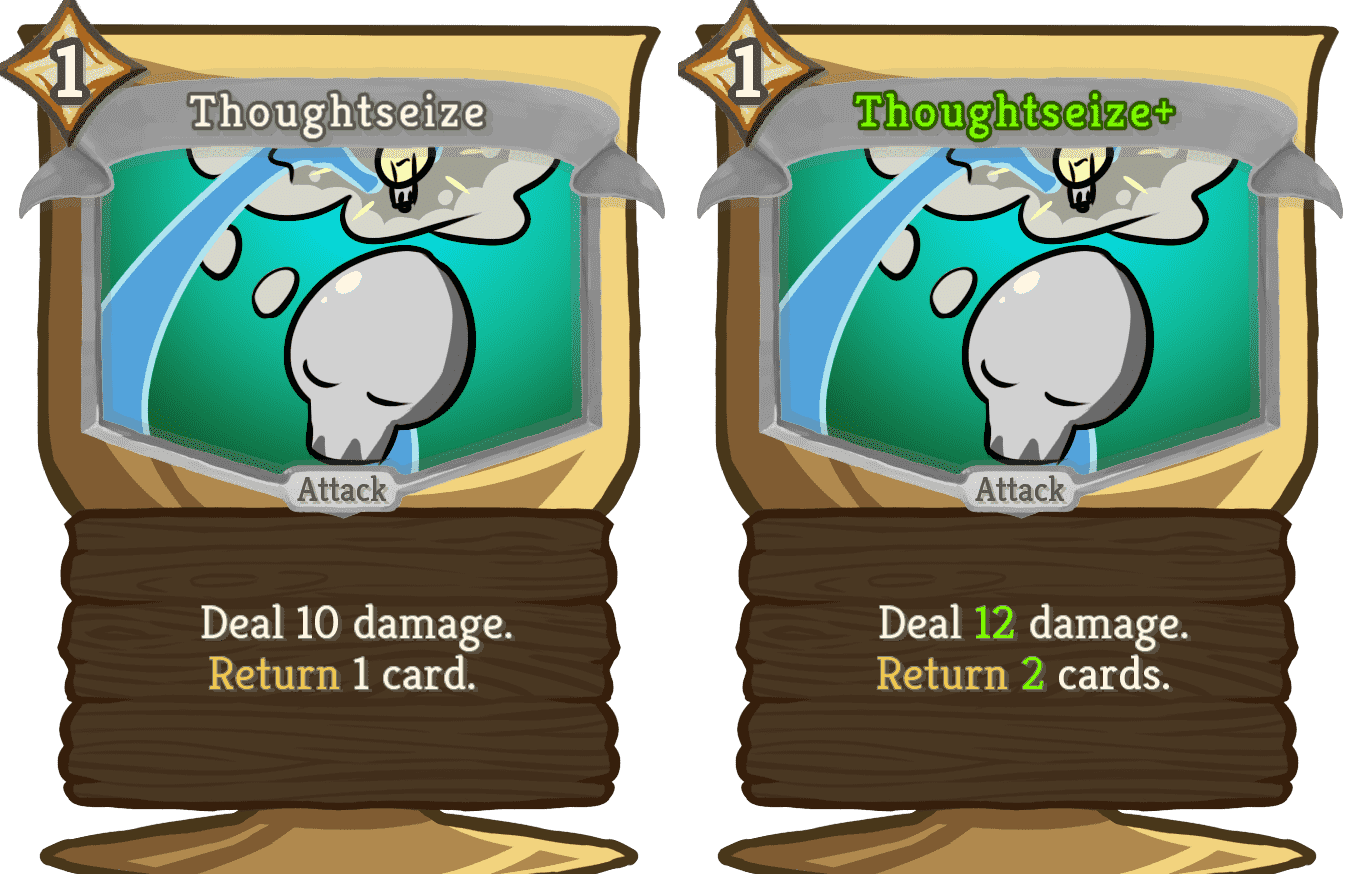 1
Thoughtseize
Attack
Deal 10 damage.
Return 1 card.
1
Thoughtseize+
Attack
Deal 12 damage.
Return 2 cards.